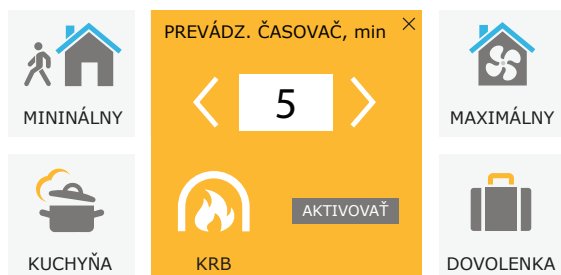 PREVÁDZ. ČASOVAČ, min
5
MININÁLNY
MAXIMÁLNY
AKTIVOVAŤ
KUCHYŇA
KRB
DOVOLENKA